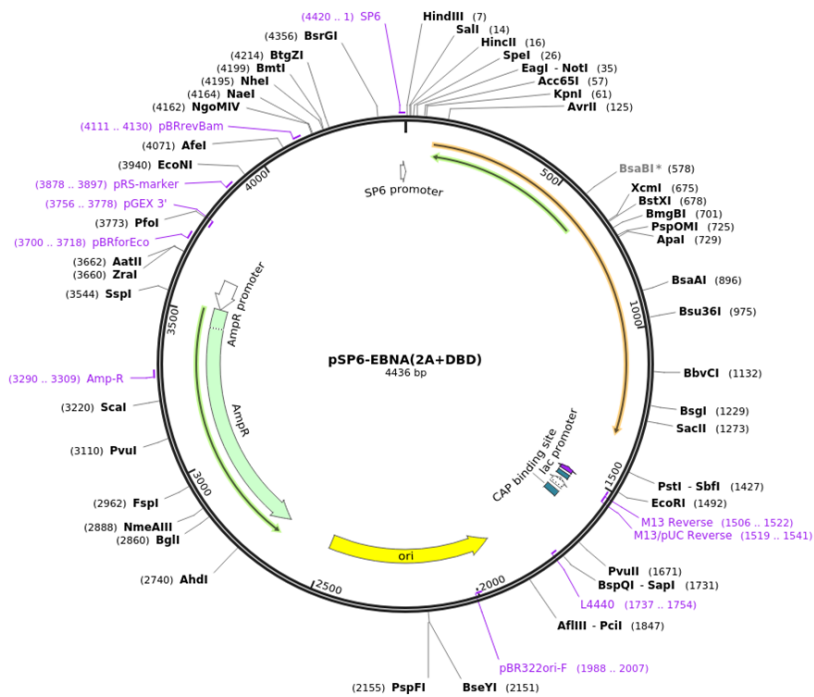 (4420 .. 1) SP6
(4356) BsrGI
(4214) BtgZI
(4199) BmtI
(4195) NheI
(4164) NaeI
(4162) NgoMIV
(4111 .. 4130) pBRrevBam
(4071) AfeI
(3940) EcoNI
(3878 .. 3897) pRS-marker
(3756 .. 3778) pGEX 3'
(3773) PfoI
(3700 .. 3718) pBRforEco
(3662) AatII
(3660) ZraI
(3544) SspI
(3290 .. 3309) Amp-R
(3220) ScaI
(3110) PvuI
(2962) FspI
(2888) NmeAIII
(2860) BglI
(2740) AhdI
(2155) PspFI
HindIII (7)
SalI (14)
HincII (16)
SpeI (26)
EagI - NotI (35)
Acc65I (57)
KpnI (61)
AvrII (125)
BsaBI* (578)
XcmI (675)
BstXI (678)
BmgBI (701)
PspOMI (725)
ApaI (729)
BsaAI (896)
Bsu36I (975)
BbvCI (1132)
BsgI (1229)
SacII (1273)
PstI - SbfI (1427)
EcoRI (1492)
M13 Reverse (1506 .. 1522)
M13/pUC Reverse (1519 .. 1541)
PvuII (1671)
BspQI - SapI (1731)
L4440 (1737 .. 1754)
AflIII - PciI (1847)
pBR322ori-F (1988 .. 2007)
BseYI (2151)
500
1000
1500
2000
2500
3000
3500
4000
SP6 promoter
AmpR promoter
AmpR
pSP6-EBNA(2A+DBD)
4436 bp
CAP binding site
lac promoter
ori